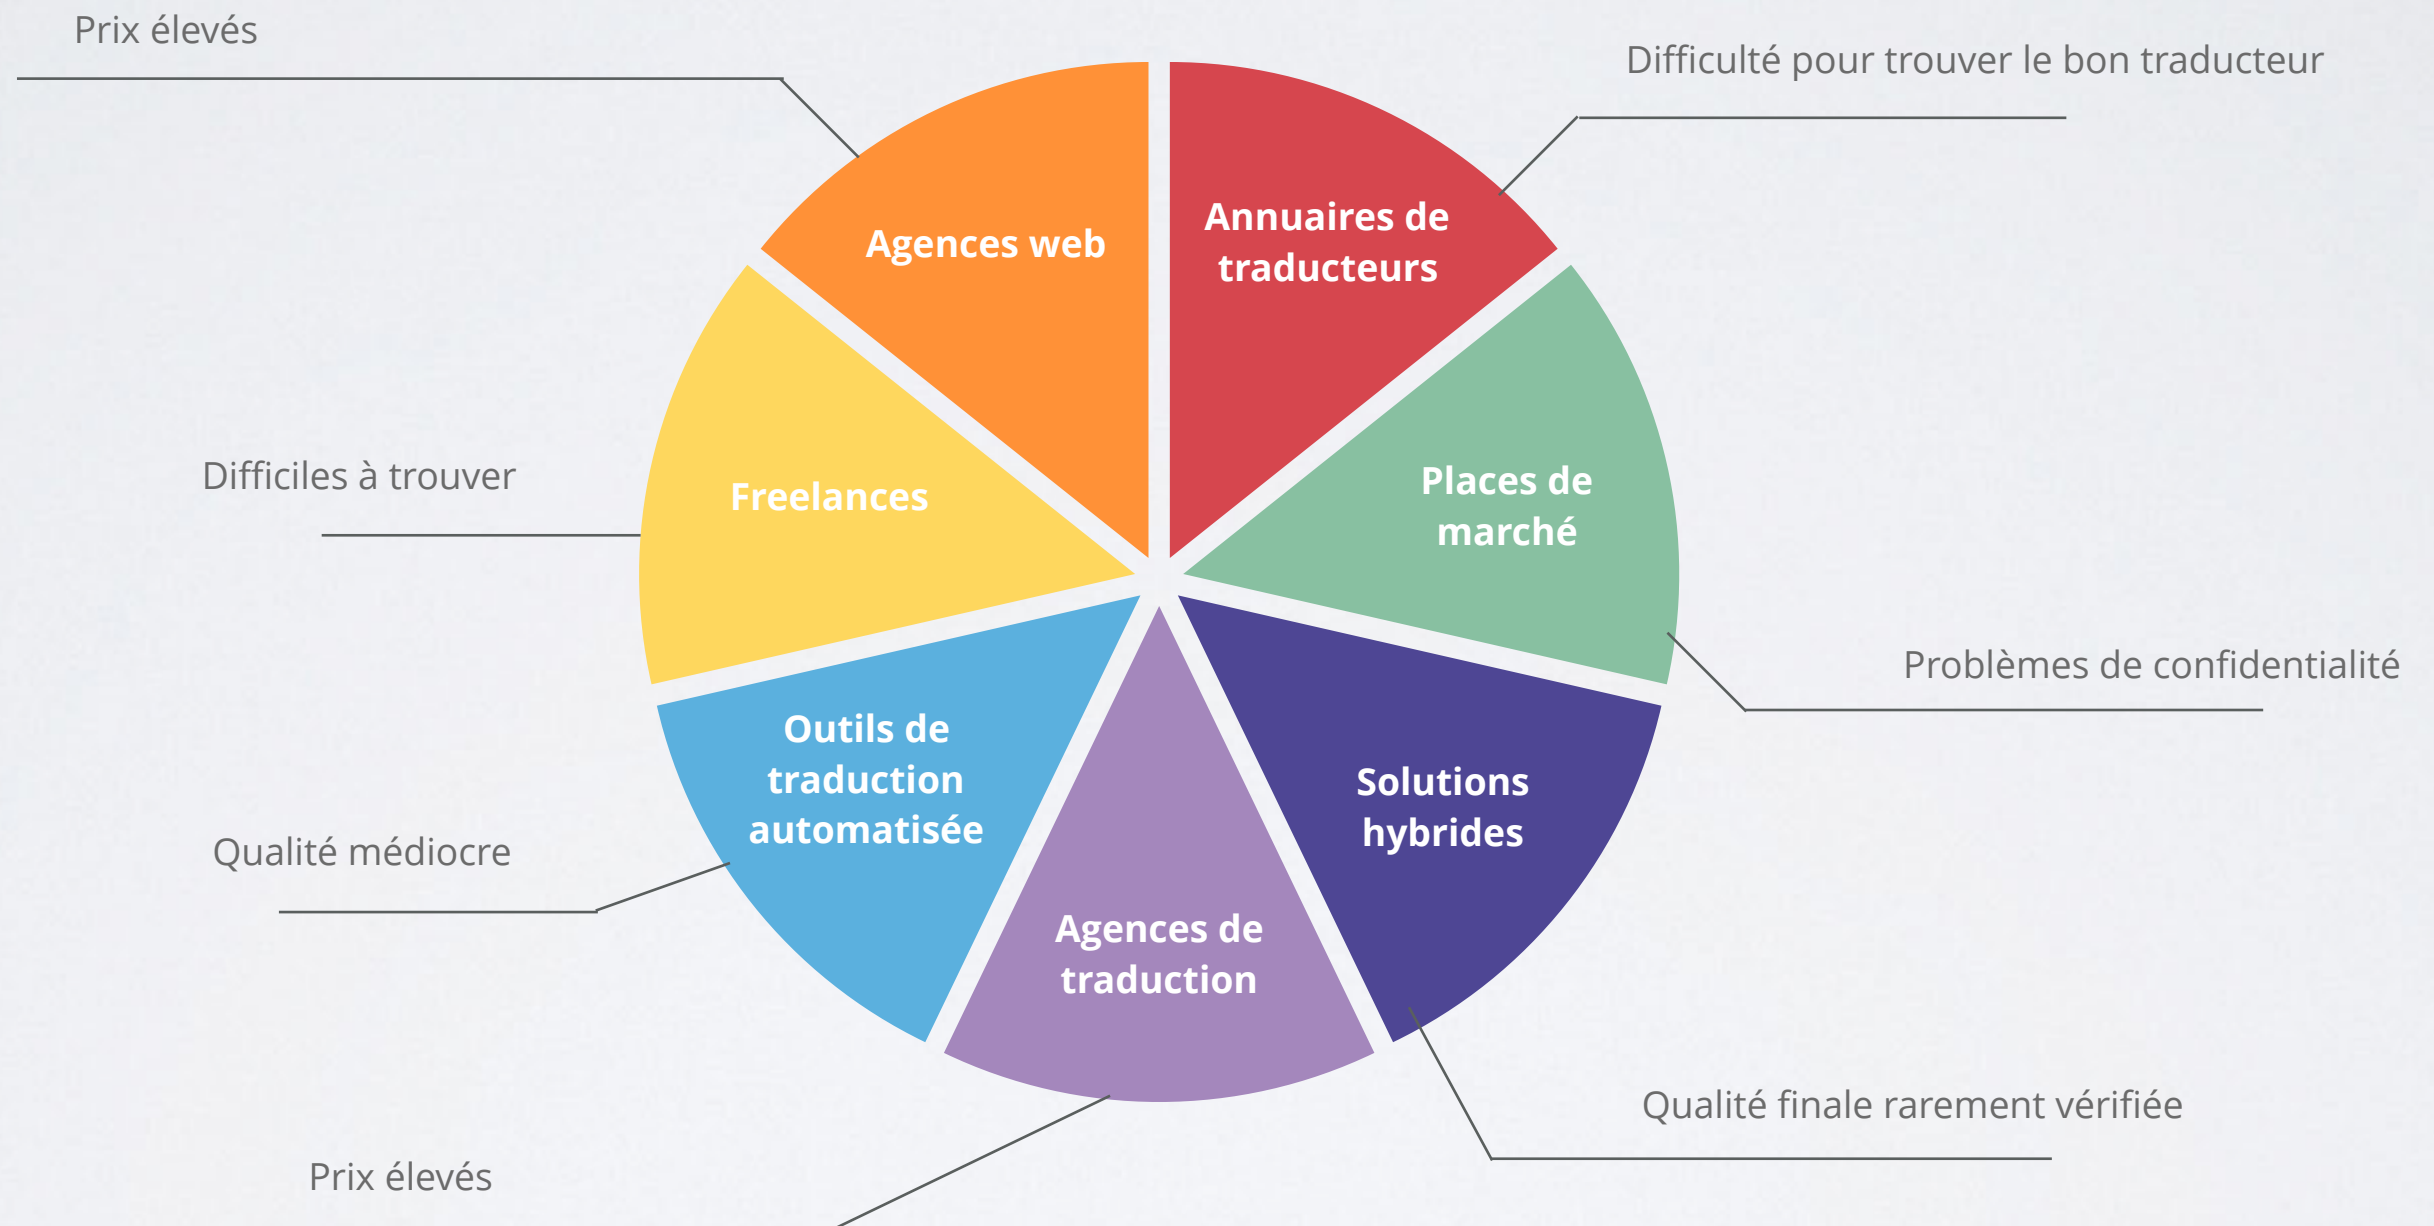 Prix élevés
Difficulté pour trouver le bon traducteur
Agences web
Annuaires de
traducteurs
Difficiles à trouver
Freelances
Places de
marché
Problèmes de confidentialité
Outils de
traduction
automatisée
Solutions
hybrides
Qualité médiocre
Agences de
traduction
Qualité finale rarement vérifiée
Prix élevés